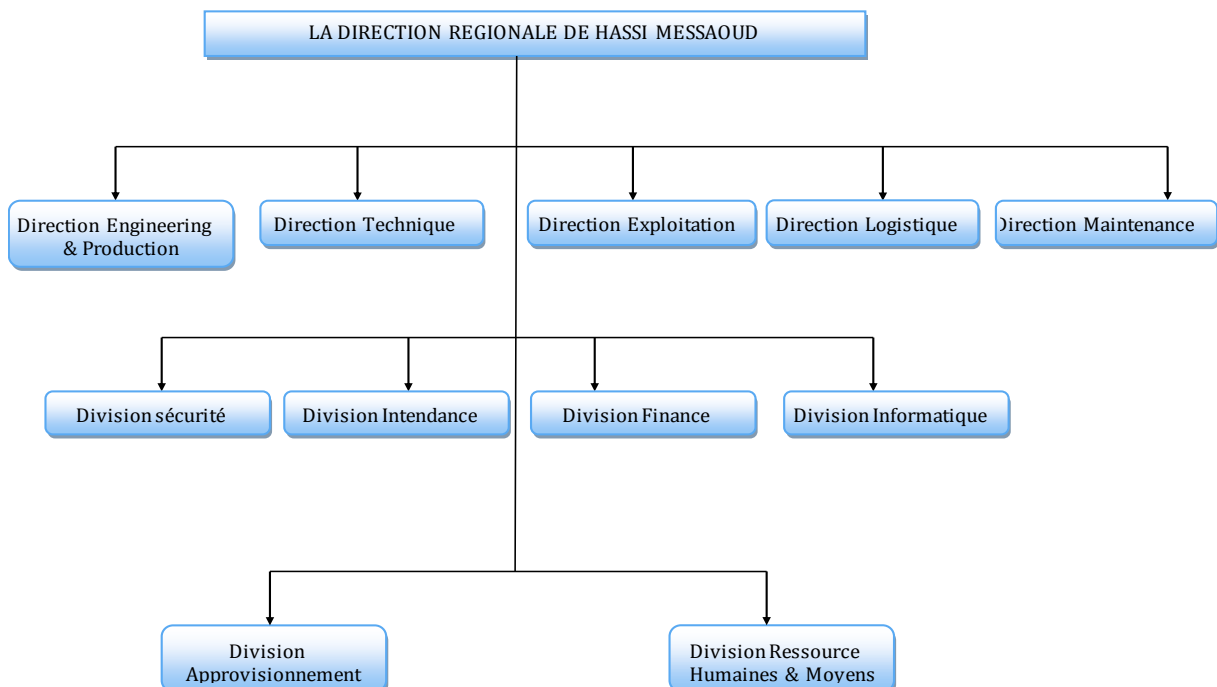 LA DIRECTION REGIONALE DE HASSI MESSAOUD
Direction Engineering
& Production
Direction Technique
Direction Exploitation
Direction Logistique
Direction Maintenance
Division sécurité
Division Intendance
Division Finance
Division Informatique
Division
Approvisionnement
Division Ressource
Humaines & Moyens